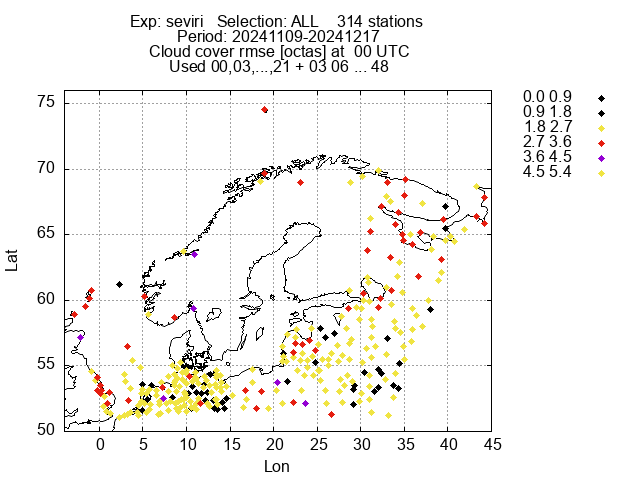 Exp: seviri   Selection: ALL    314 stations
Period: 20241109-20241217
Cloud cover rmse [octas] at  00 UTC
Used 00,03,...,21 + 03 06 ... 48
0.0 0.9
0.9 1.8
1.8 2.7
2.7 3.6
3.6 4.5
4.5 5.4
75
70
65
60
55
50
Lat
0 5 10 15 20 25 30 35 40 45
Lon